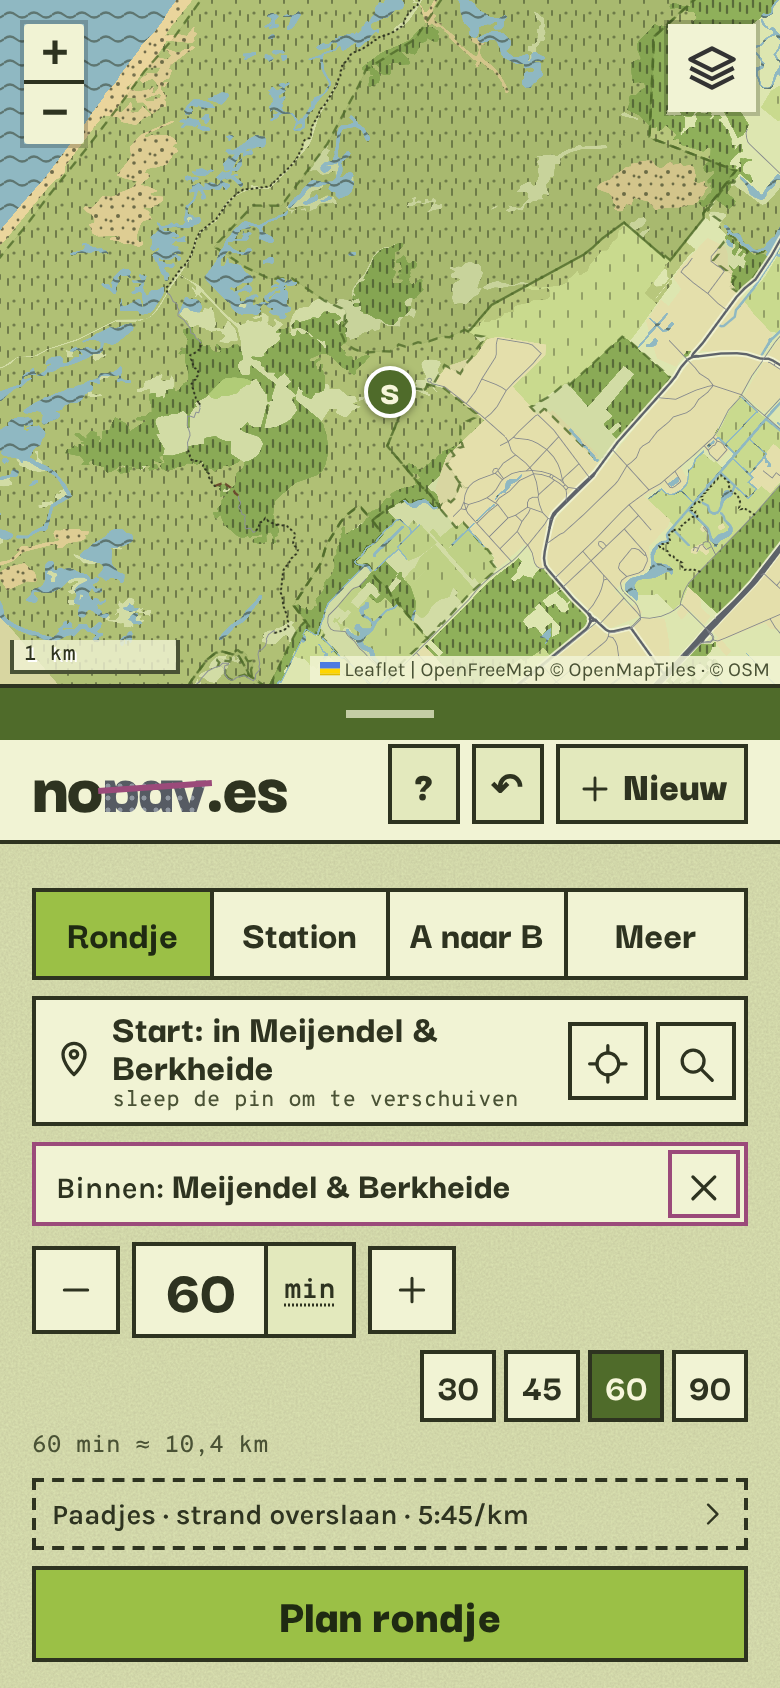 +
−
S
1 km
Leaflet | OpenFreeMap © OpenMapTiles · © OSM
nopav.es
?
↶
+ Nieuw
Rondje
Station
A naar B
Meer
Start: in Meijendel &
Berkheide
sleep de pin om te verschuiven
Binnen: Meijendel & Berkheide
−
60
min
+
30
45
60
90
60 min ≈ 10,4 km
Paadjes · strand overslaan · 5:45/km
Plan rondje